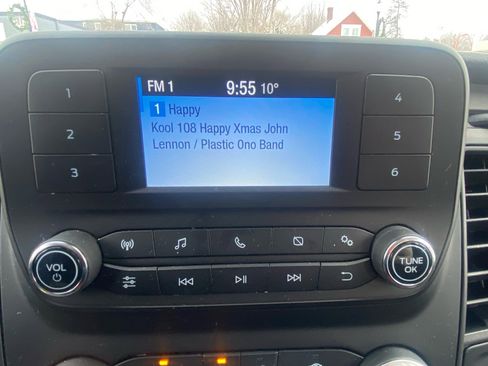 FM 1 9:55 10°
1 Happy
Kool 108 Happy Xmas John
Lennon / Plastic Ono Band
1
2
3
4
5
6
VOL
TUNE
OK